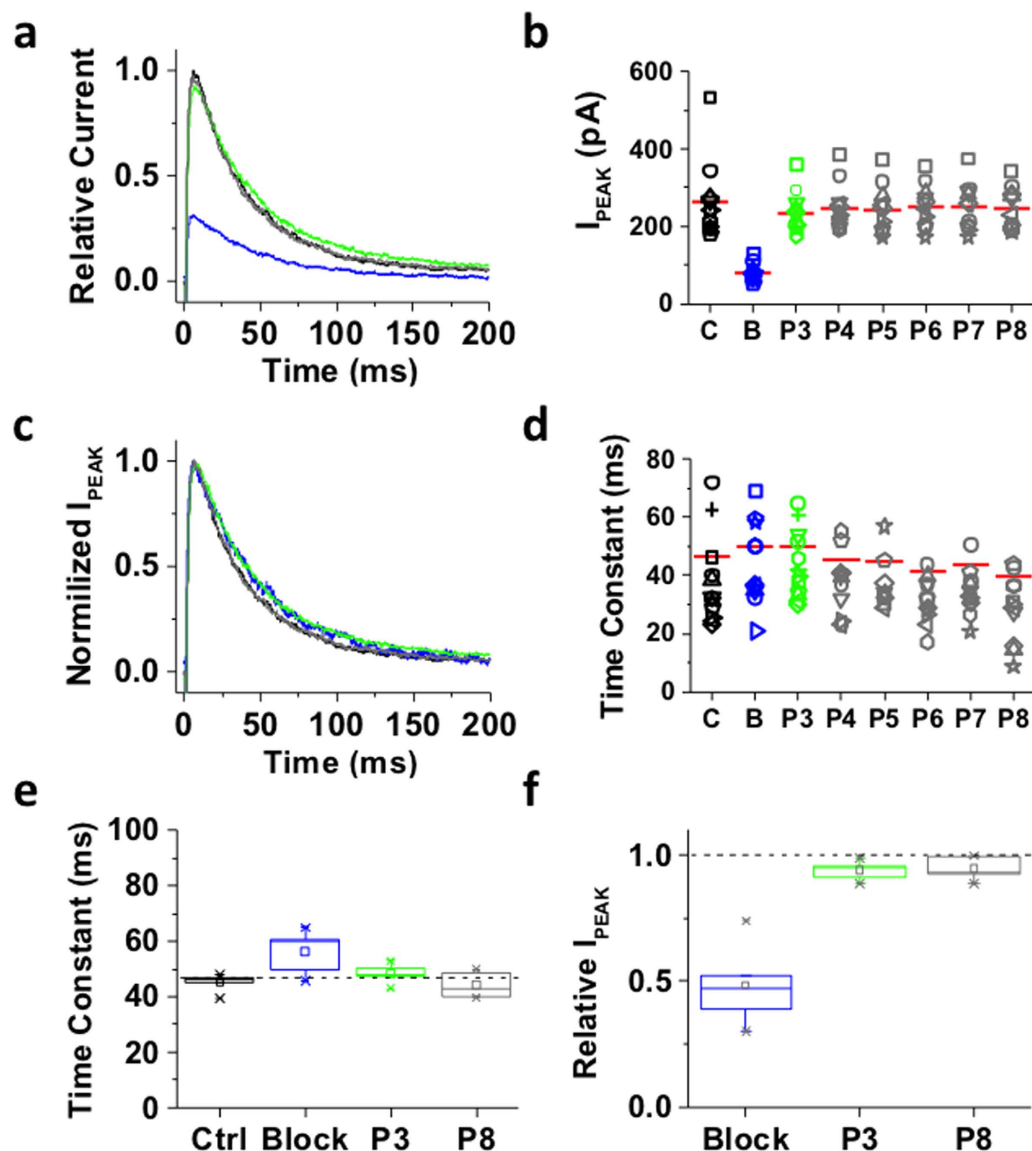 a
Relative Current
1.0
0.5
0.0
0 50 100 150 200
Time (ms)
b
I PEAK (pA)
600
400
200
0
C B P3 P4 P5 P6 P7 P8
c
Normilized I PEAK
1.0
0.5
0.0
0 50 100 150 200
Time (ms)
d
Time Constant (ms)
80
60
40
20
0
C B P3 P4 P5 P6 P7 P8
e
Time Constant (ms)
100
80
60
40
20
0
Ctrl Block P3 P8
f
Relative I PEAK
1.0
0.5
0.0
Block P3 P8